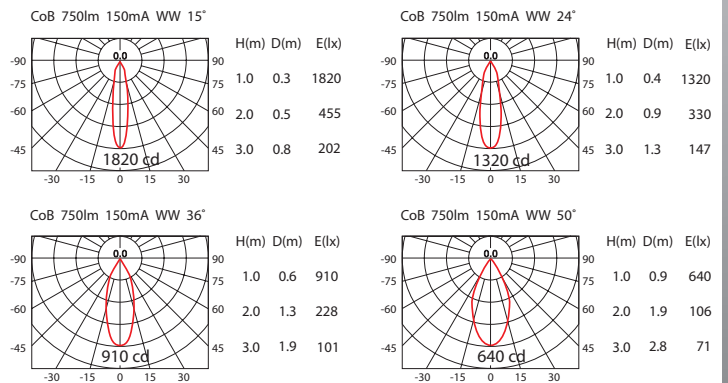 CoB 750lm 150mA WW 15°
0.0
-90 90
-75 75
-60 60
-45 45
1820 cd
-30 -15 0 15 30
H(m) D(m) E(lx)
1.0 0.3 1820
2.0 0.5 455
3.0 0.8 202
CoB 750lm 150mA WW 24°
0.0
-90 90
-75 75
-60 60
-45 45
1320 cd
-30 -15 0 15 30
H(m) D(m) E(lx)
1.0 0.4 1320
2.0 0.9 330
3.0 1.3 147
CoB 750lm 150mA WW 36°
0.0
-90 90
-75 75
-60 60
-45 45
910 cd
-30 -15 0 15 30
H(m) D(m) E(lx)
1.0 0.6 910
2.0 1.3 228
3.0 1.9 101
CoB 750lm 150mA WW 50°
0.0
-90 90
-75 75
-60 60
-45 45
640 cd
-30 -15 0 15 30
H(m) D(m) E(lx)
1.0 0.9 640
2.0 1.9 106
3.0 2.8 71